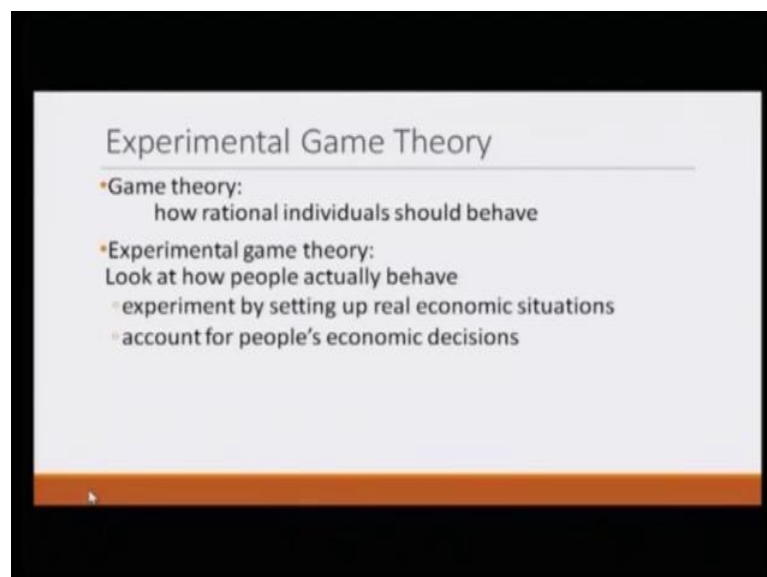 Experimental Game Theory
•Game theory:
how rational individuals should behave
•Experimental game theory:
Look at how people actually behave
◦experiment by setting up real economic situations
◦account for people's economic decisions